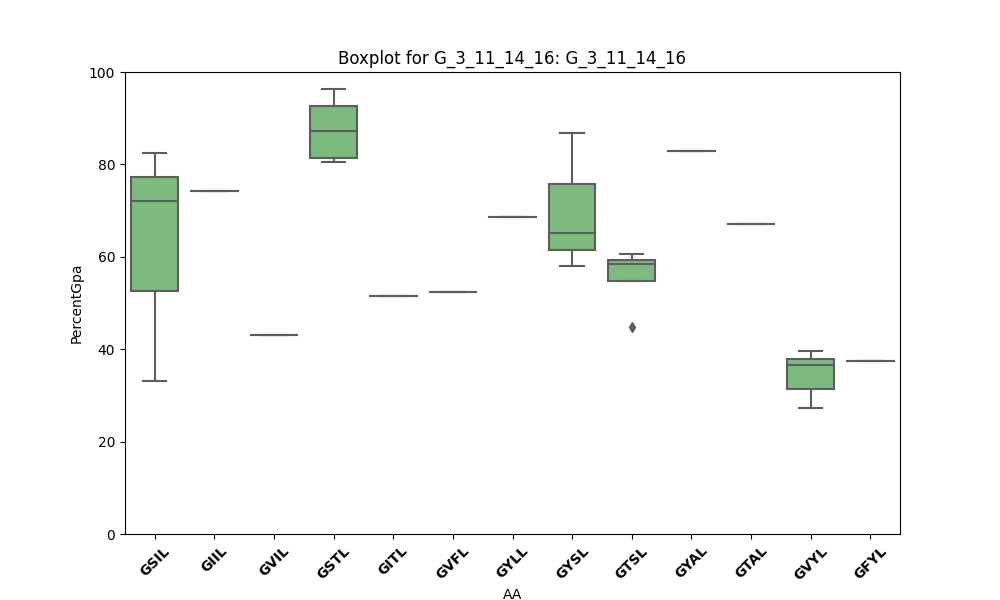 Boxplot for G_3_11_14_16: G_3_11_14_16
PercentGpa
100
80
60
40
20
0
GSIL GIIL GVIL GSTL GITL GVFL GYLL GYSL GTSL GYAL GTAL GVYL GFYL
AA